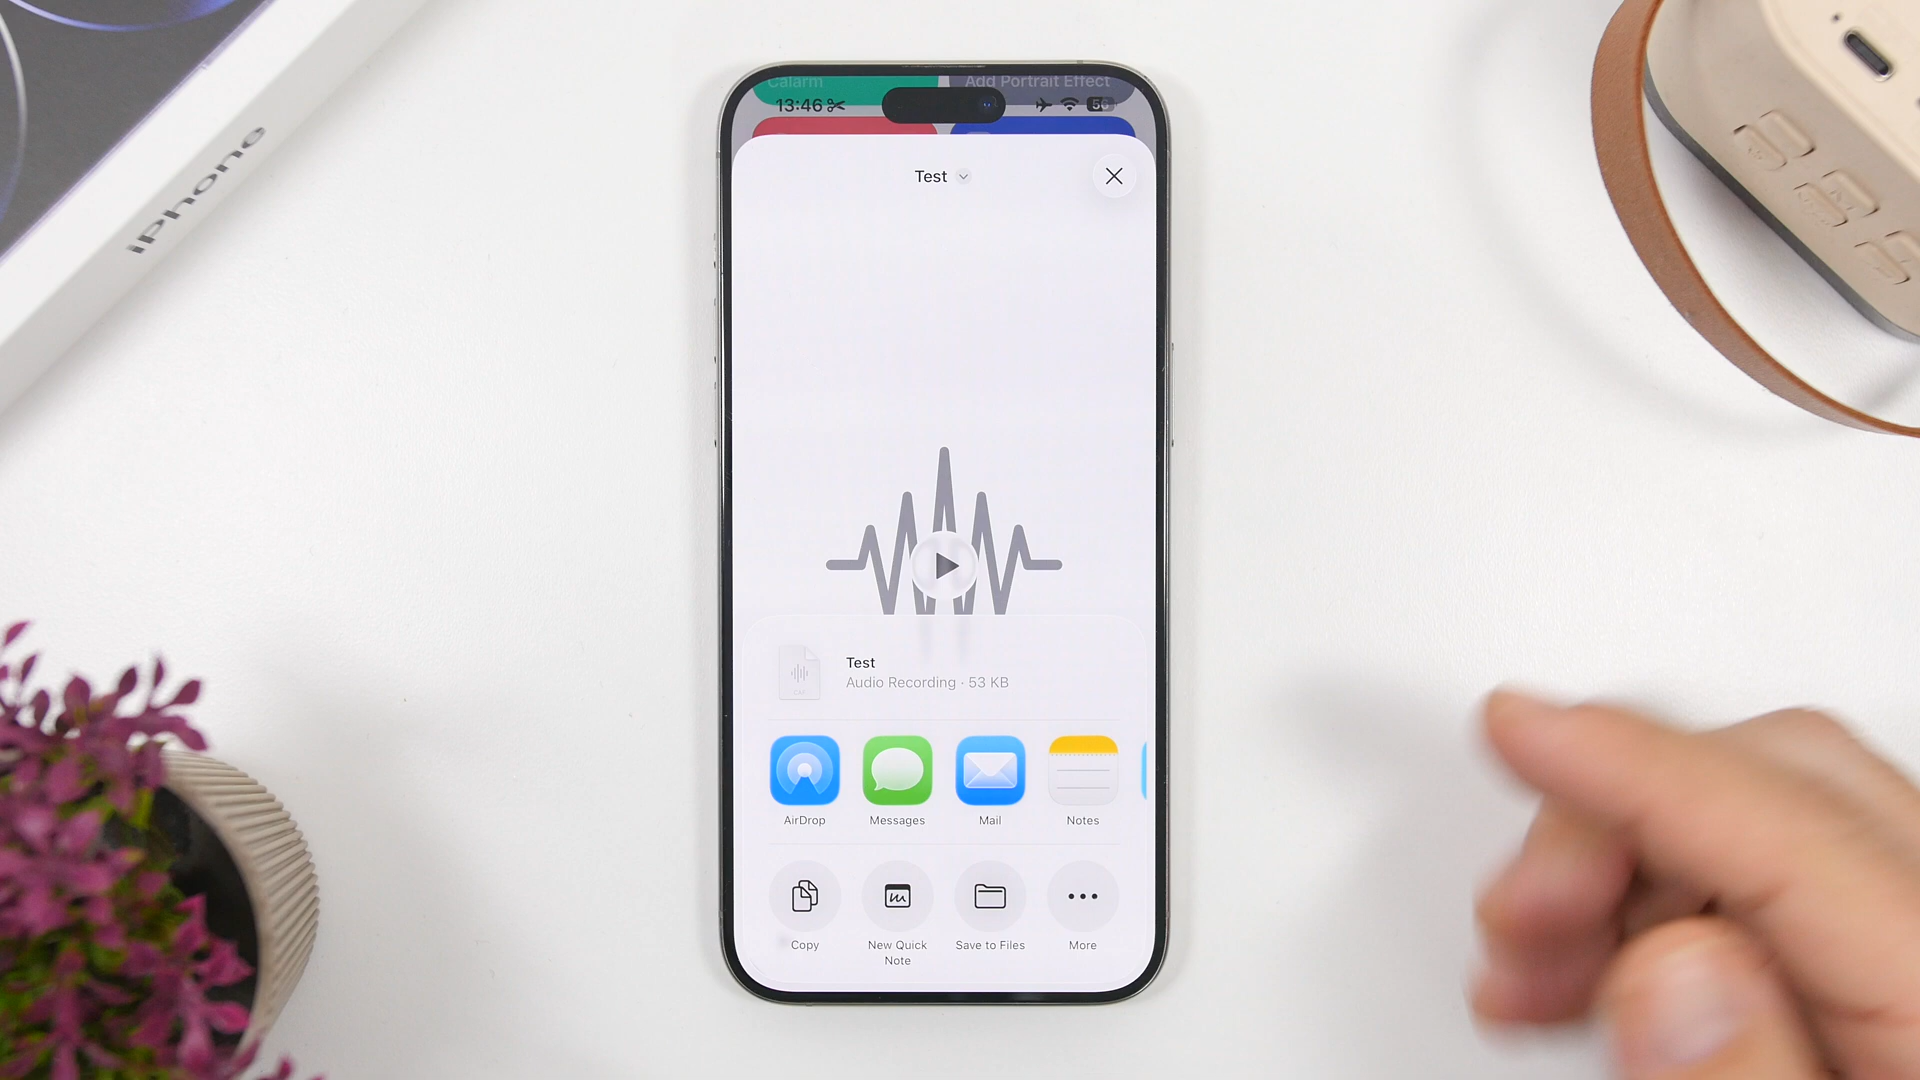 iPhone
Calarm
Add Portrait Effect
13:46
56
Test
Test
Audio Recording · 53 KB
AirDrop
Messages
Mail
Notes
Copy
New Quick
Note
Save to Files
More